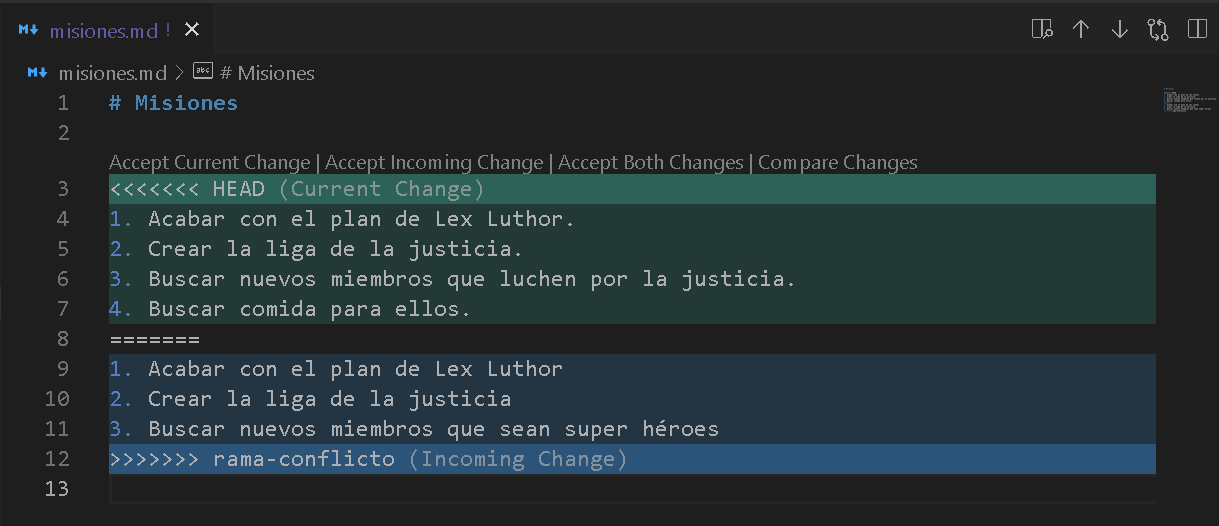 misiones.md !
misiones.md > # Misiones
1 # Misiones
2
Accept Current Change | Accept Incoming Change | Accept Both Changes | Compare Changes
3 <<<<<<< HEAD (Current Change)
4 1. Acabar con el plan de Lex Luthor.
5 2. Crear la liga de la justicia.
6 3. Buscar nuevos miembros que luchen por la justicia.
7 4. Buscar comida para ellos.
8 =======
9 1. Acabar con el plan de Lex Luthor
10 2. Crear la liga de la justicia
11 3. Buscar nuevos miembros que sean super héroes
12 >>>>>>> rama-conflicto (Incoming Change)
13